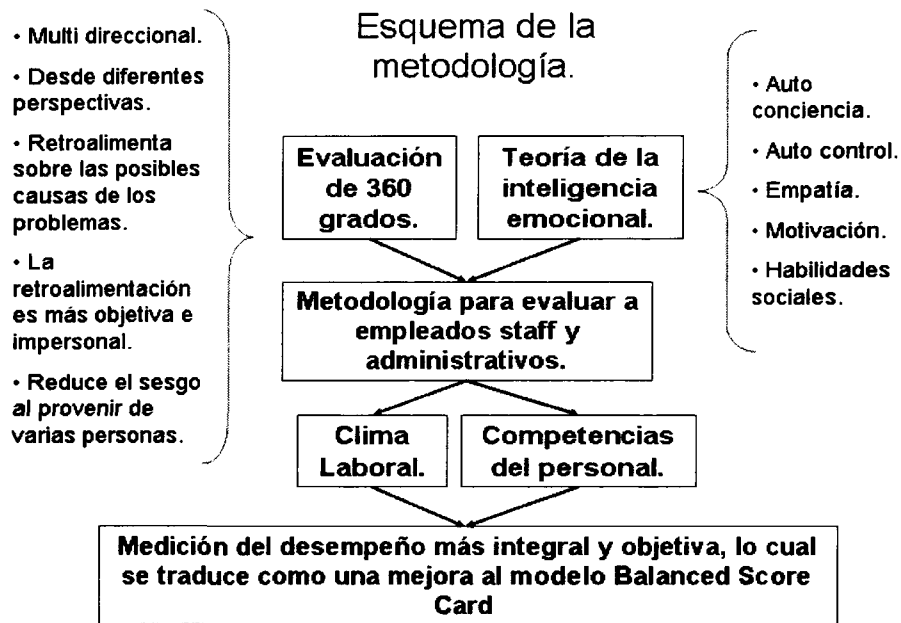 Esquema de la
metodología.
• Multi direccional.
• Desde diferentes
perspectivas.
• Retroalimenta
sobre las posibles
causas de los
problemas.
• La
retroalimentación
es más objetiva e
impersonal.
• Reduce el sesgo
al provenir de
varias personas.
Evaluación
de 360
grados.
Teoría de la
inteligencia
emocional.
• Auto
conciencia.
• Auto control.
• Empatía.
• Motivación.
• Habilidades
sociales.
Metodología para evaluar a
empleados staff y
administrativos.
Clima
Laboral.
Competencias
del personal.
Medición del desempeño más integral y objetiva, lo cual
se traduce como una mejora al modelo Balanced Score
Card